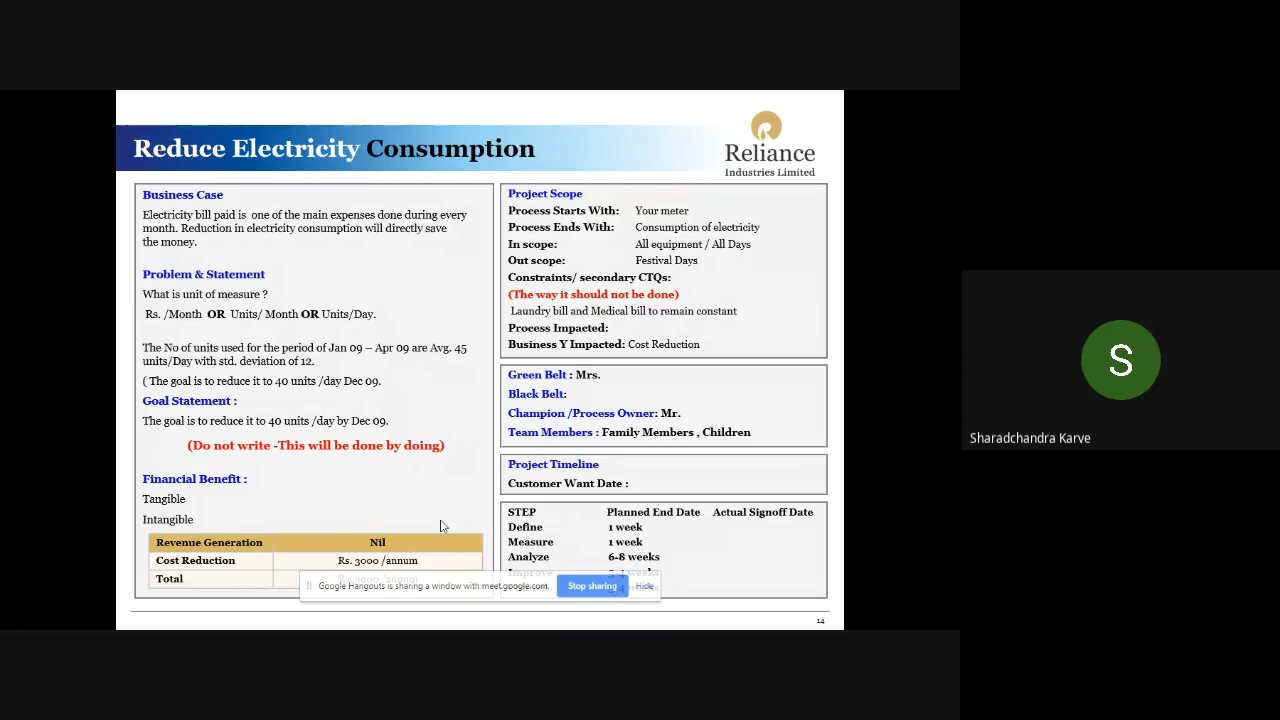 Reduce Electricity Consumption
Reliance
Industries Limited
Business Case
Electricity bill paid is one of the main expenses done during every
month. Reduction in electricity consumption will directly save
the money.
Problem & Statement
What is unit of measure ?
Rs. /Month OR Units/ Month OR Units/Day.
The No of units used for the period of Jan 09 – Apr 09 are Avg. 45
units/Day with std. deviation of 12.
( The goal is to reduce it to 40 units /day Dec 09.
Goal Statement :
The goal is to reduce it to 40 units /day by Dec 09.
(Do not write -This will be done by doing)
Financial Benefit :
Tangible
Intangible
Revenue Generation Nil
Cost Reduction Rs. 3000 /annum
Total Rs. 3000 /annum
Project Scope
Process Starts With: Your meter
Process Ends With: Consumption of electricity
In scope: All equipment / All Days
Out scope: Festival Days
Constraints/ secondary CTQs:
(The way it should not be done)
Laundry bill and Medical bill to remain constant
Process Impacted:
Business Y Impacted: Cost Reduction
Green Belt : Mrs.
Black Belt:
Champion /Process Owner: Mr.
Team Members : Family Members , Children
Project Timeline
Customer Want Date :
STEP Planned End Date Actual Signoff Date
Define 1 week
Measure 1 week
Analyze 6-8 weeks
Improve weeks
Google Hangouts is sharing a window with meet.google.com. Stop sharing Hide
14
S
Sharadchandra Karve